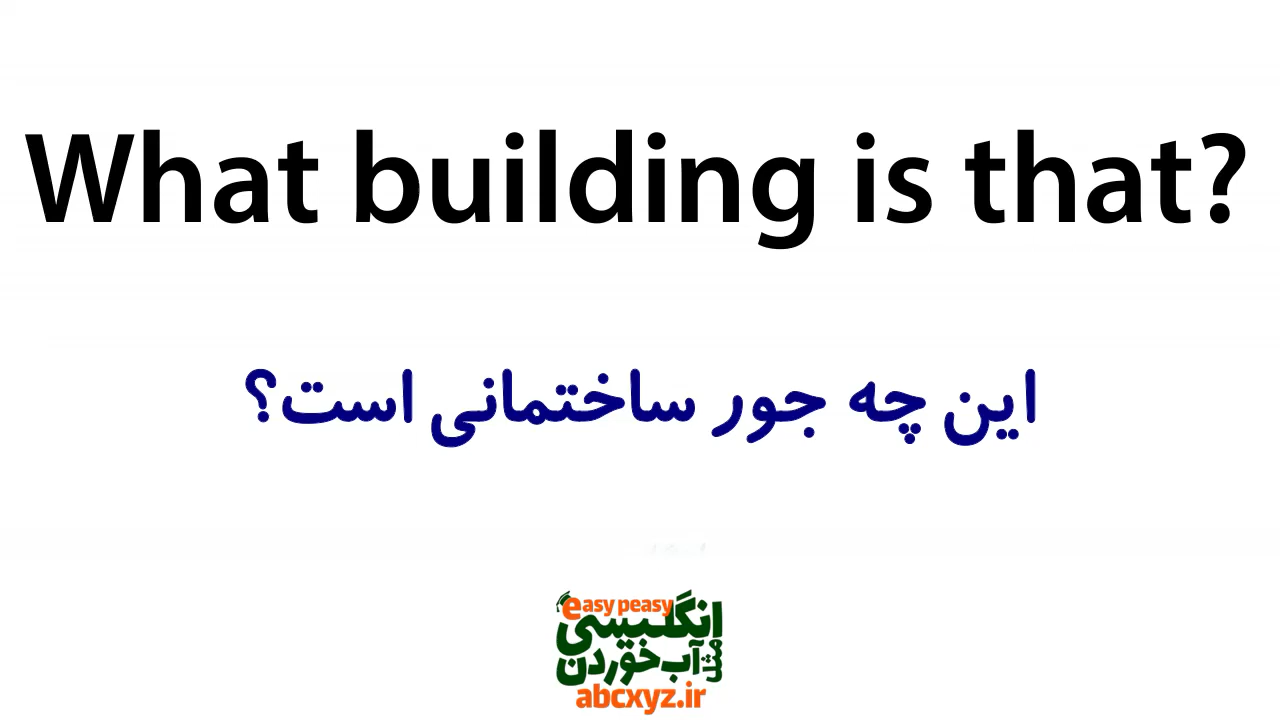 What building is that?
این چه جور ساختمانی است؟
easy peasy
انگلیسی
مثل آب خوردن
abcxyz.ir